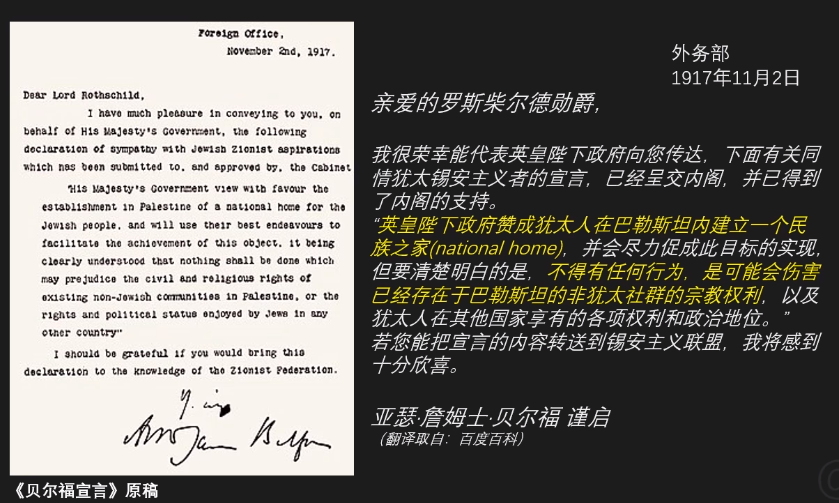 Foreign Office,
November 2nd, 1917.
Dear Lord Rothschild,
I have much pleasure in conveying to you, on
behalf of His Majesty's Government, the following
declaration of sympathy with Jewish Zionist aspirations
which has been submitted to, and approved by, the Cabinet
"His Majesty's Government view with favour the
establishment in Palestine of a national home for the
Jewish people, and will use their best endeavours to
facilitate the achievement of this object, it being
clearly understood that nothing shall be done which
may prejudice the civil and religious rights of
existing non-Jewish communities in Palestine, or the
rights and political status enjoyed by Jews in any
other country"
I should be grateful if you would bring this
declaration to the knowledge of the Zionist Federation.
《贝尔福宣言》原稿
外务部
1917年11月2日
亲爱的罗斯柴尔德勋爵,
我很荣幸能代表英皇陛下政府向您传达，下面有关同
情犹太锡安主义者的宣言，已经呈交内阁，并已得到
了内阁的支持。
"英皇陛下政府赞成犹太人在巴勒斯坦内建立一个民
族之家(national home)，并会尽力促成此目标的实现,
但要清楚明白的是，不得有任何行为，是可能会伤害
已经存在于巴勒斯坦的非犹太社群的宗教权利，以及
犹太人在其他国家享有的各项权利和政治地位。"
若您能把宣言的内容转送到锡安主义联盟，我将感到
十分欣喜。
亚瑟·詹姆士·贝尔福 谨启
（翻译取自：百度百科）